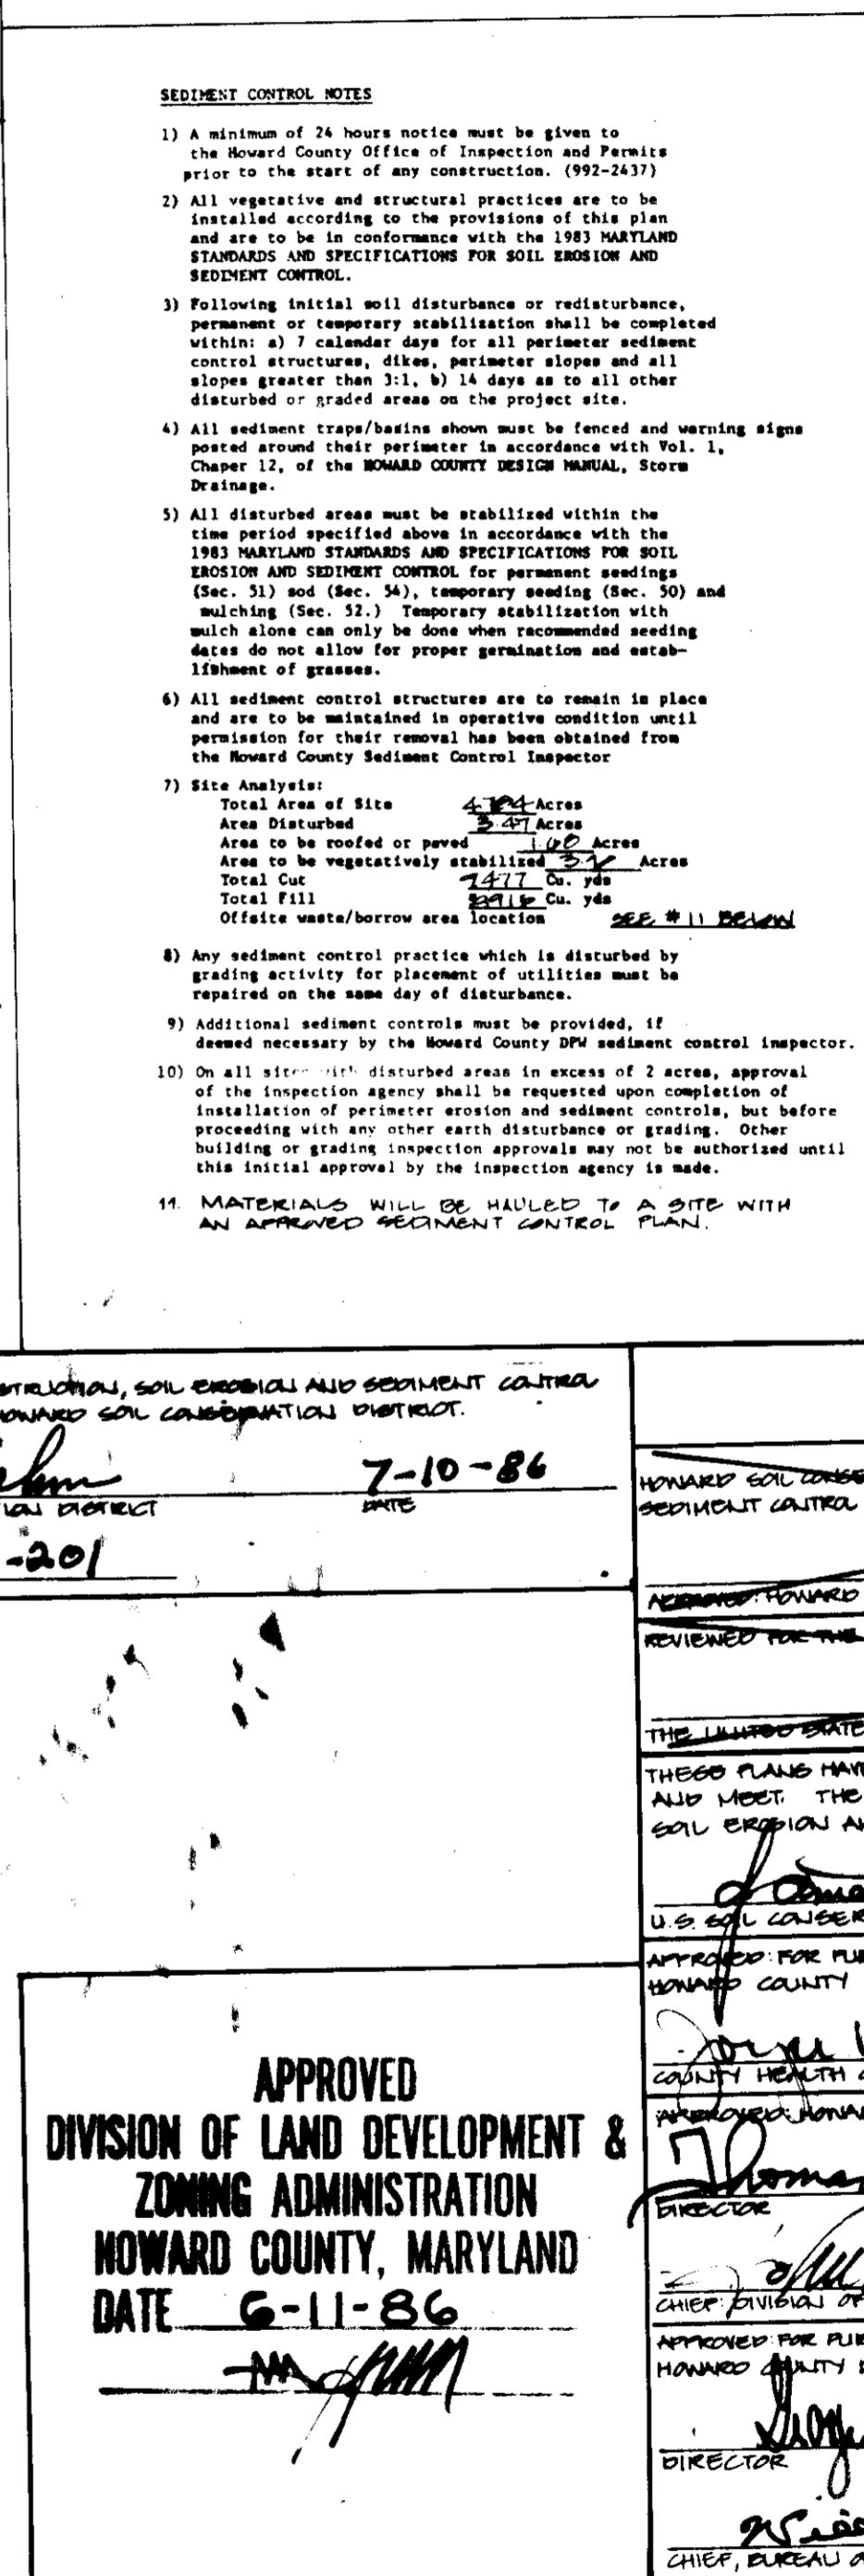 SEDIMENT CONTROL NOTES
1) A minimum of 24 hours notice must be given to
the Howard County Office of Inspection and Permits
prior to the start of any construction. (992-2437)
2) All vegetative and structural practices are to be
installed according to the provisions of this plan
and are to be in conformance with the 1983 MARYLAND
STANDARDS AND SPECIFICATIONS FOR SOIL EROSION AND
SEDIMENT CONTROL.
3) Following initial soil disturbance or redisturbance,
permanent or temporary stabilization shall be completed
within: a) 7 calendar days for all perimeter sediment
control structures, dikes, perimeter slopes and all
slopes greater than 3:1, b) 14 days as to all other
disturbed or graded areas on the project site.
4) All sediment traps/basins shown must be fenced and warning signs
posted around their perimeter in accordance with Vol. 1,
Chaper 12, of the HOWARD COUNTY DESIGN MANUAL, Storm
Drainage.
5) All disturbed areas must be stabilized within the
time period specified above in accordance with the
1983 MARYLAND STANDARDS AND SPECIFICATIONS FOR SOIL
EROSION AND SEDIMENT CONTROL for permanent seedings
(Sec. 51) sod (Sec. 54), temporary seeding (Sec. 50) and
mulching (Sec. 52.) Temporary stabilization with
mulch alone can only be done when recommended seeding
dates do not allow for proper germination and estab-
lishment of grasses.
6) All sediment control structures are to remain in place
and are to be maintained in operative condition until
permission for their removal has been obtained from
the Howard County Sediment Control Inspector
7) Site Analysis:
Total Area of Site Acres
Area Disturbed 3.47 Acres
Area to be roofed or paved 1.60 Acres
Area to be vegetatively stabilized Acres
Total Cut Cu. yds
Total Fill Cu. yds
Offsite waste/borrow area location SEE #11 BELOW
8) Any sediment control practice which is disturbed by
grading activity for placement of utilities must be
repaired on the same day of disturbance.
9) Additional sediment controls must be provided, if
deemed necessary by the Howard County DPW sediment control inspector.
10) On all sites with disturbed areas in excess of 2 acres, approval
of the inspection agency shall be requested upon completion of
installation of perimeter erosion and sediment controls, but before
proceeding with any other earth disturbance or grading. Other
building or grading inspection approvals may not be authorized until
this initial approval by the inspection agency is made.
11. MATERIALS WILL BE HAULED TO A SITE WITH
AN APPROVED SEDIMENT CONTROL PLAN.
STRUCTION, SOIL EROSION AND SEDIMENT CONTROL
HOWARD SOIL CONSERVATION DISTRICT.
7-10-86
ION DISTRICT DATE
-201
HOWARD SOIL CONSE
SEDIMENT CONTROL
APPROVED: HOWARD
REVIEWED FOR THE
THE UNITED STATE
THESE PLANS HAV
AND MEET THE
SOIL EROSION A
U.S. SOIL CONSER
APPROVED: FOR PU
HOWARD COUNTY
COUNTY HEALTH
APPROVED: HOWA
Thomas
DIRECTOR
CHIEF: DIVISION OF
APPROVED: FOR PU
HOWARD COUNTY
DIRECTOR
CHIEF, BUREAU O
APPROVED
DIVISION OF LAND DEVELOPMENT &
ZONING ADMINISTRATION
HOWARD COUNTY, MARYLAND
DATE 6-11-86